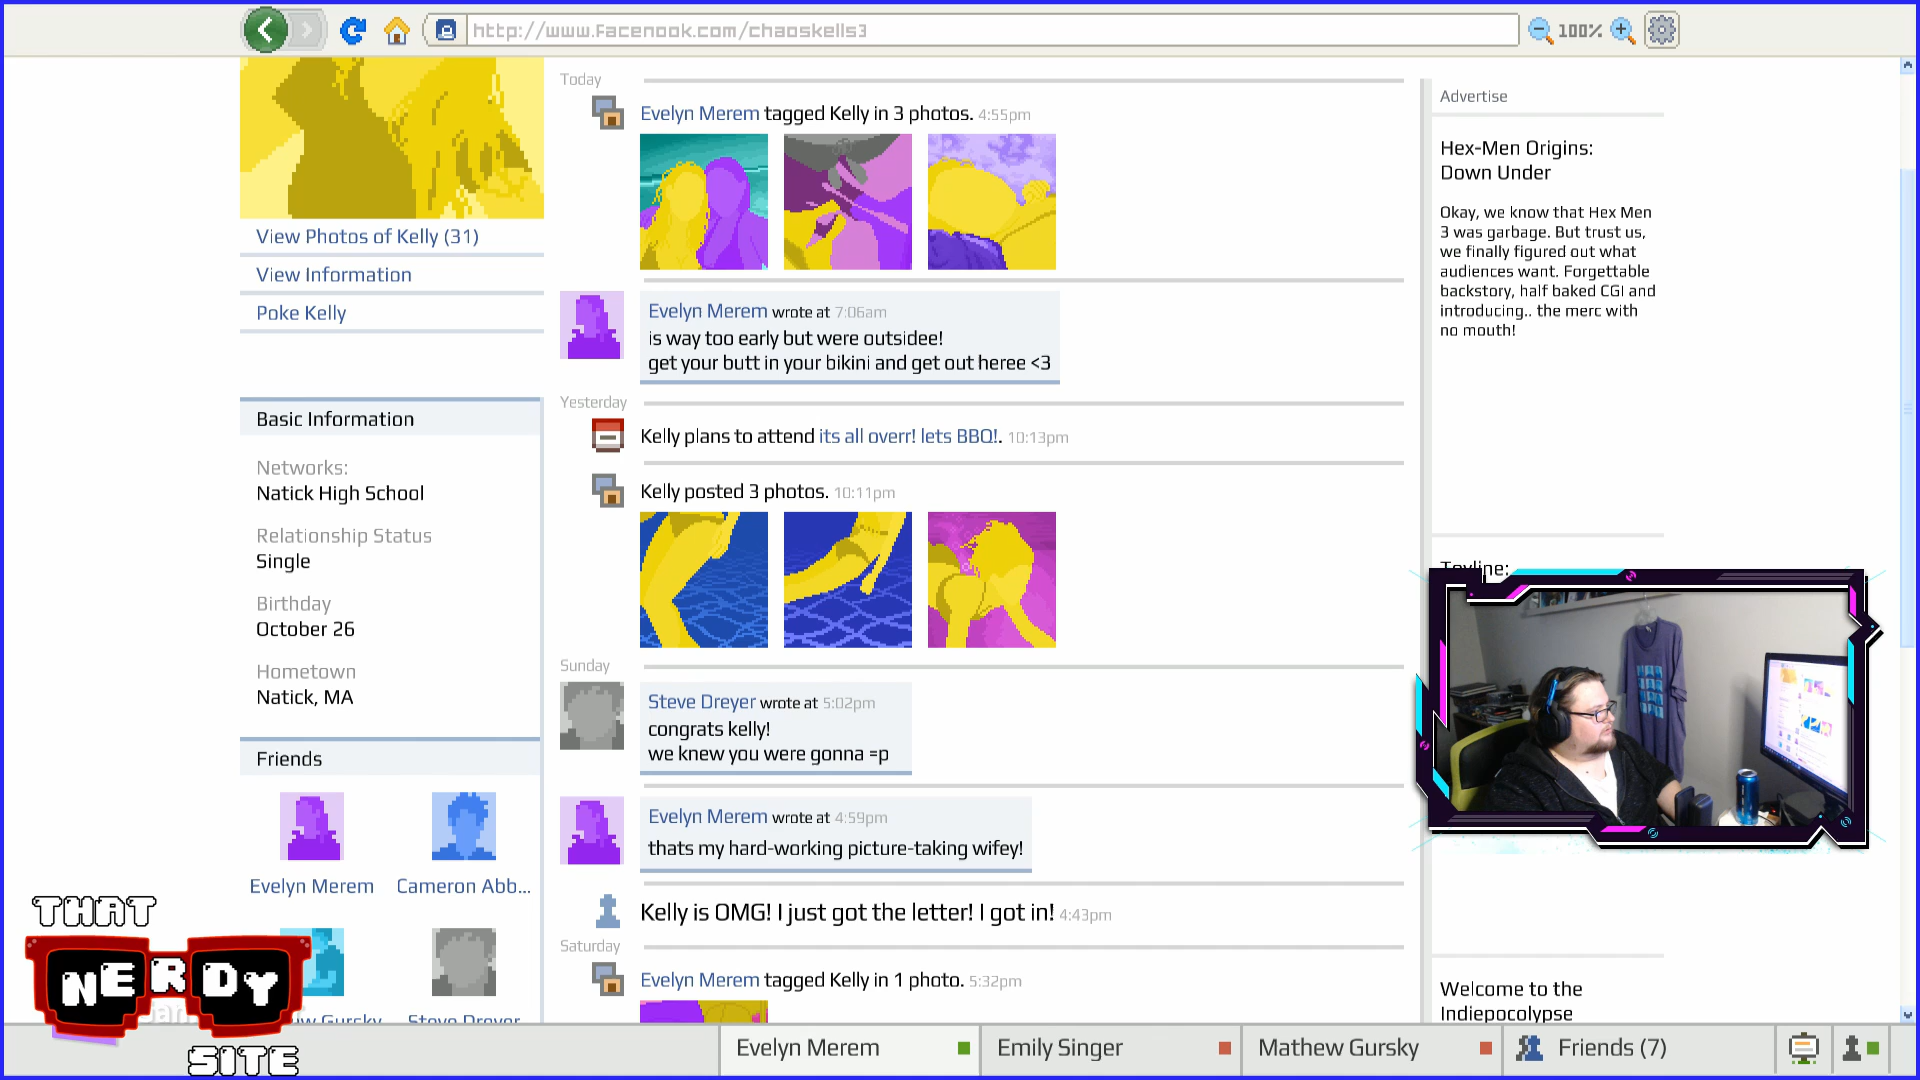 http://www.facenook.com/chaoskells3
100%
View Photos of Kelly (31)
View Information
Poke Kelly
Basic Information
Networks:
Natick High School
Relationship Status
Single
Birthday
October 26
Hometown
Natick, MA
Friends
Evelyn Merem
Cameron Abb...
w Gursky
Steve Dreyer
Today
Evelyn Merem tagged Kelly in 3 photos. 4:55pm
Evelyn Merem wrote at 7:06am
is way too early but were outsidee!
get your butt in your bikini and get out heree <3
Yesterday
Kelly plans to attend its all overr! lets BBQ!. 10:13pm
Kelly posted 3 photos. 10:11pm
Sunday
Steve Dreyer wrote at 5:02pm
congrats kelly!
we knew you were gonna =p
Evelyn Merem wrote at 4:59pm
thats my hard-working picture-taking wifey!
Kelly is OMG! I just got the letter! I got in! 4:43pm
Saturday
Evelyn Merem tagged Kelly in 1 photo. 5:32pm
Advertise
Hex-Men Origins:
Down Under
Okay, we know that Hex Men
3 was garbage. But trust us,
we finally figured out what
audiences want. Forgettable
backstory, half baked CGI and
introducing.. the merc with
no mouth!
Welcome to the
Indiepocolypse
THAT
NERDY
SITE
Evelyn Merem
Emily Singer
Mathew Gursky
Friends (7)